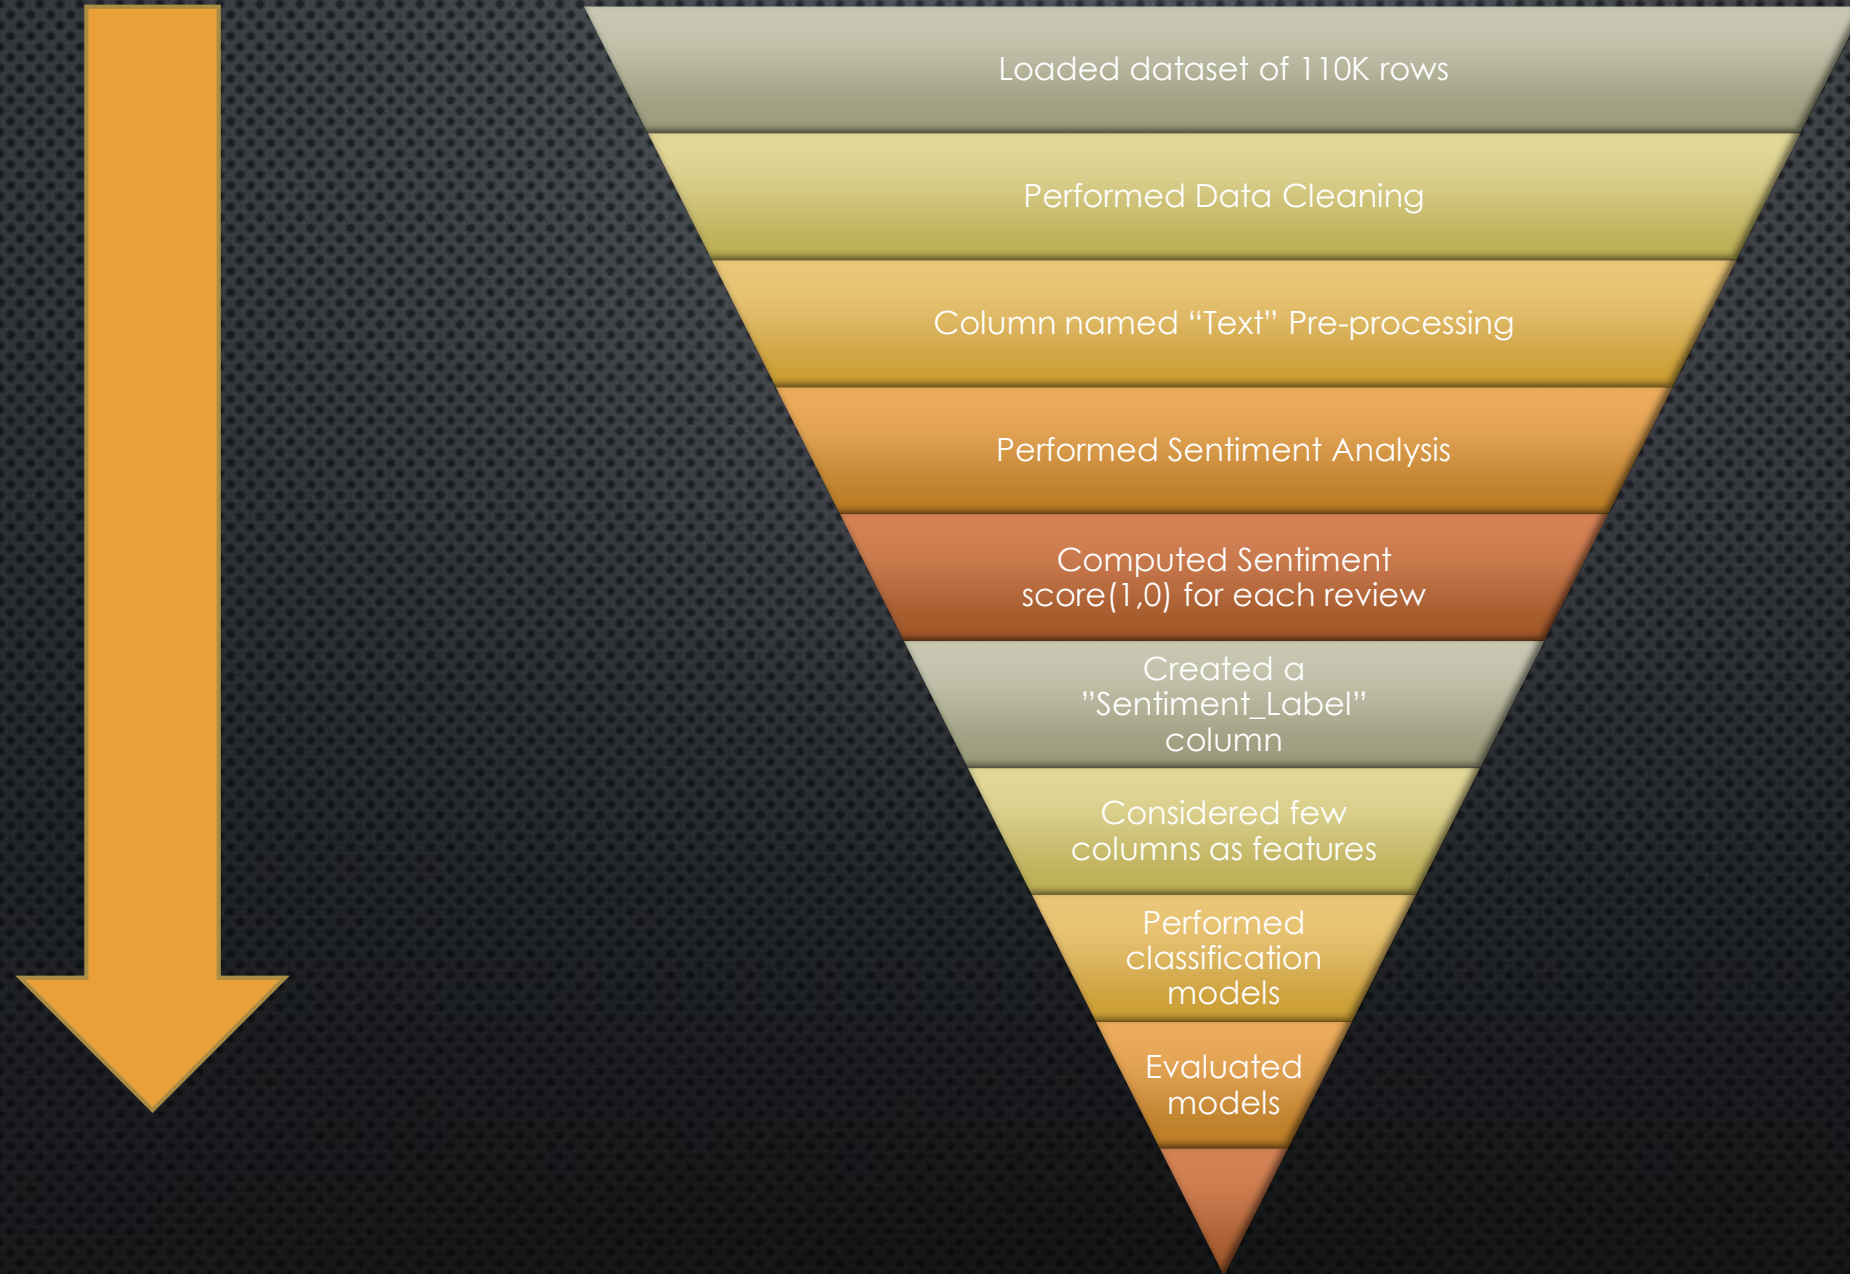 Loaded dataset of 110K rows
Performed Data Cleaning
Column named “Text” Pre-processing
Performed Sentiment Analysis
Computed Sentiment
score(1,0) for each review
Created a
”Sentiment_Label”
column
Considered few
columns as features
Performed
classification
models
Evaluated
models